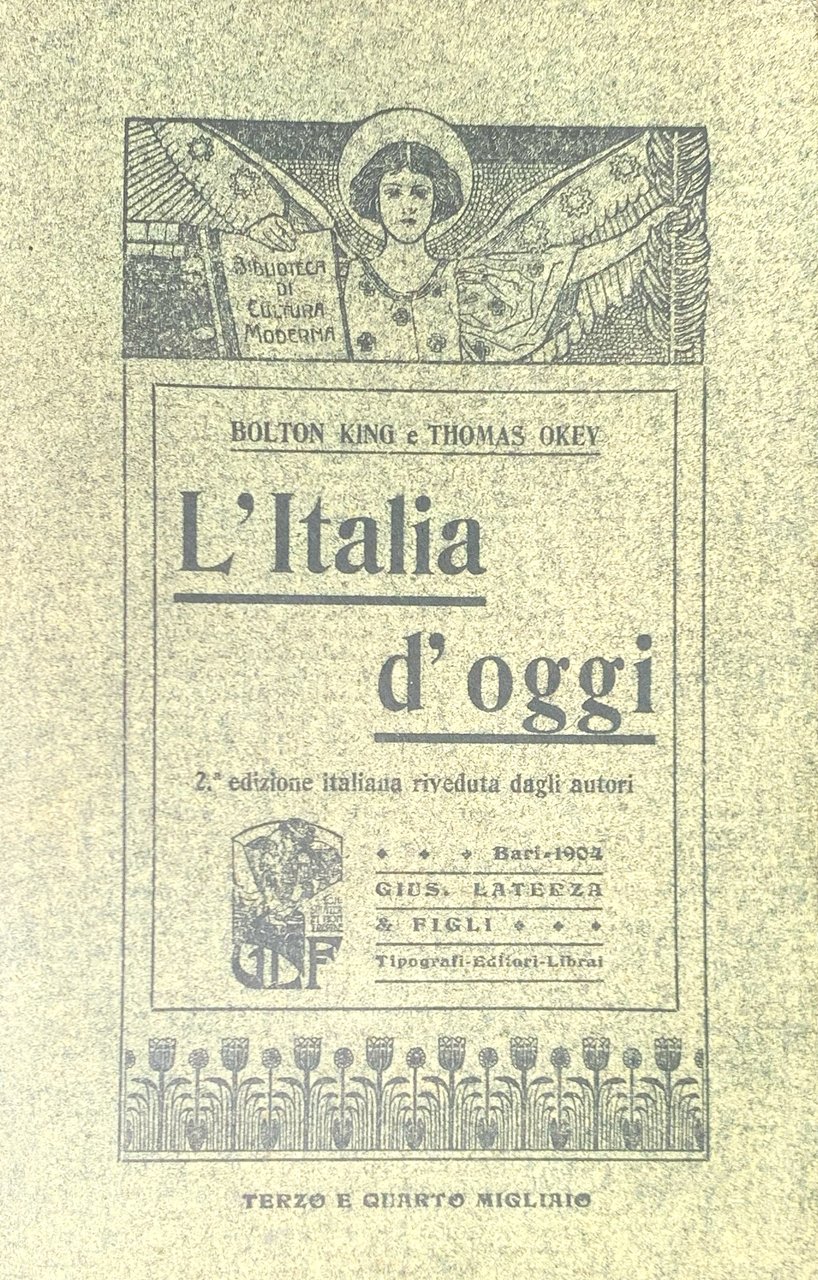 BIBLIOTECA
DI
CULTURA
MODERNA
BOLTON KING e THOMAS OKEY
L'Italia
d'oggi
2.ª edizione italiana riveduta dagli autori
Bari-1904
GIUS. LATERZA
& FIGLI
Tipografi-Editori-Librai
GLF
TERZO E QUARTO MIGLIAIO